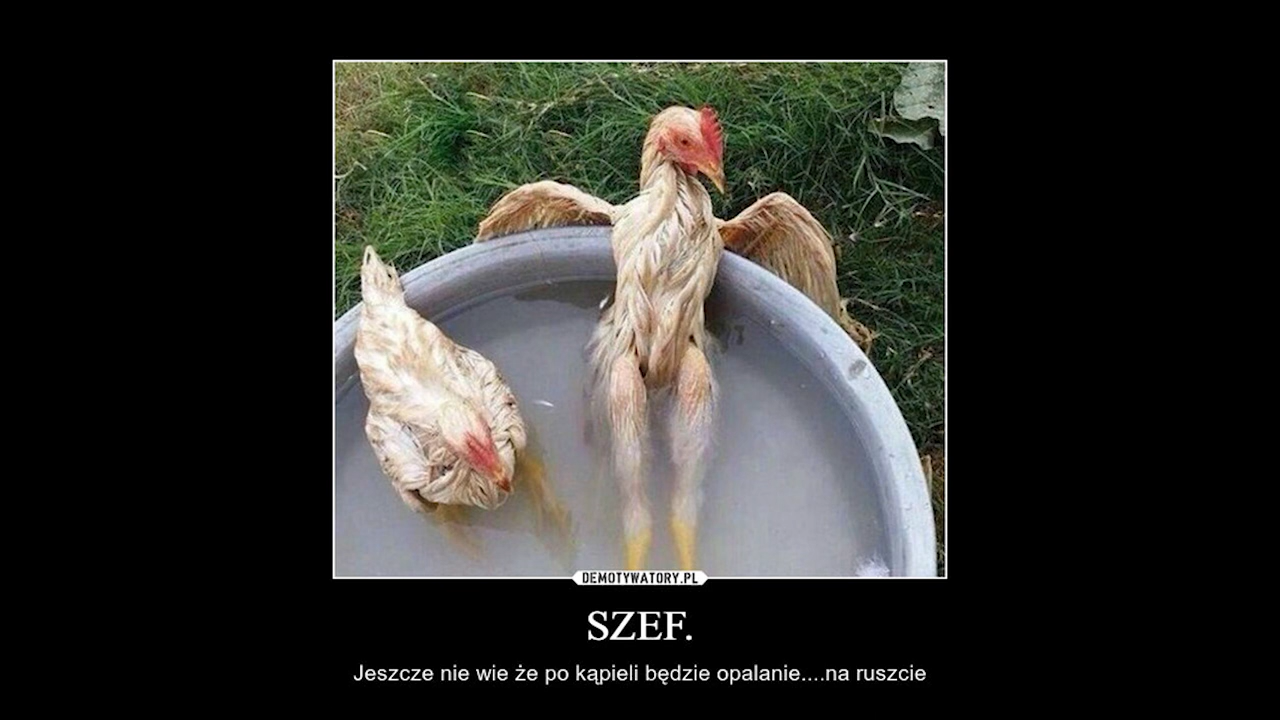 DEMOTYWATORY.PL
SZEF.
Jeszcze nie wie że po kąpieli będzie opalanie....na ruszcie